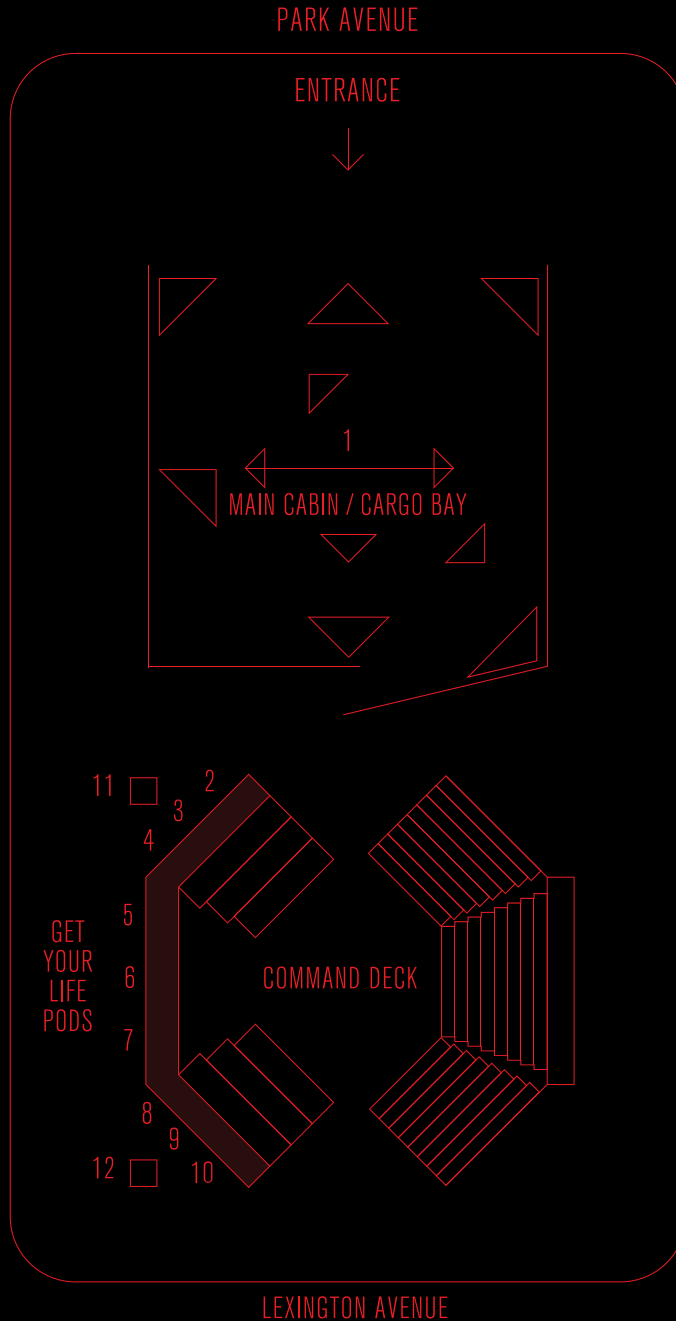 PARK AVENUE
ENTRANCE
1
MAIN CABIN / CARGO BAY
2
11
3
4
5
GET
YOUR
LIFE
PODS
6
COMMAND DECK
7
8
9
12
10
LEXINGTON AVENUE